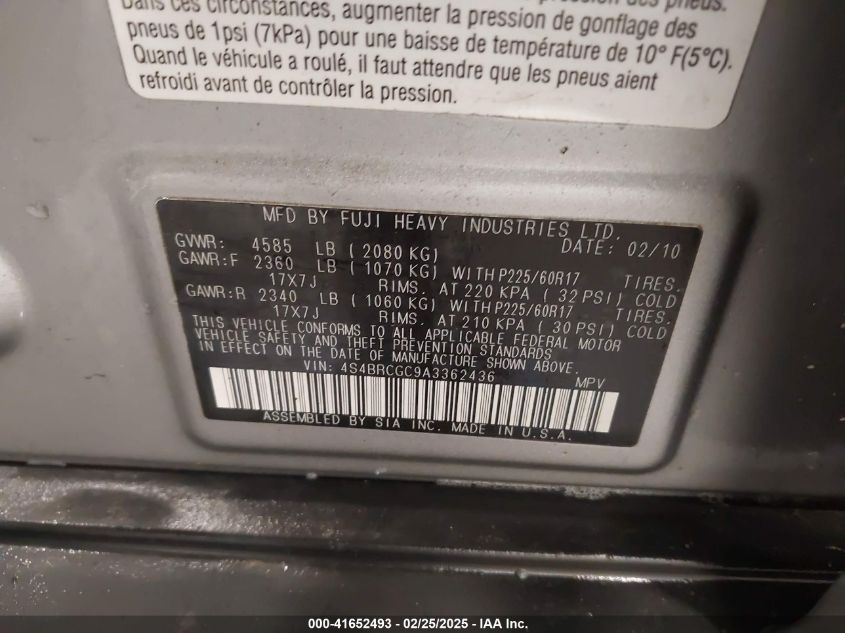 Dans ces circonstances, augmenter la pression de gonflage des
pneus de 1psi (7kPa) pour une baisse de température de 10° F(5°C).
Quand le véhicule a roulé, il faut attendre que les pneus aient
refroidi avant de contrôler la pression.
MFD BY FUJI HEAVY INDUSTRIES LTD.
DATE: 02/10
GVWR: 4585 LB ( 2080 KG)
GAWR:F 2360 LB ( 1070 KG) WITHP225/60R17 TIRES.
17X7J RIMS. AT 220 KPA ( 32 PSI) COLD
GAWR:R 2340 LB ( 1060 KG) WITHP225/60R17 TIRES.
17X7J RIMS. AT 210 KPA ( 30 PSI) COLD
THIS VEHICLE CONFORMS TO ALL APPLICABLE FEDERAL MOTOR
VEHICLE SAFETY AND THEFT PREVENTION STANDARDS
IN EFFECT ON THE DATE OF MANUFACTURE SHOWN ABOVE.
VIN: 4S4BRCGC9A3362436 MPV
ASSEMBLED BY SIA INC. MADE IN U.S.A.
000-41652493 - 02/25/2025 - IAA Inc.